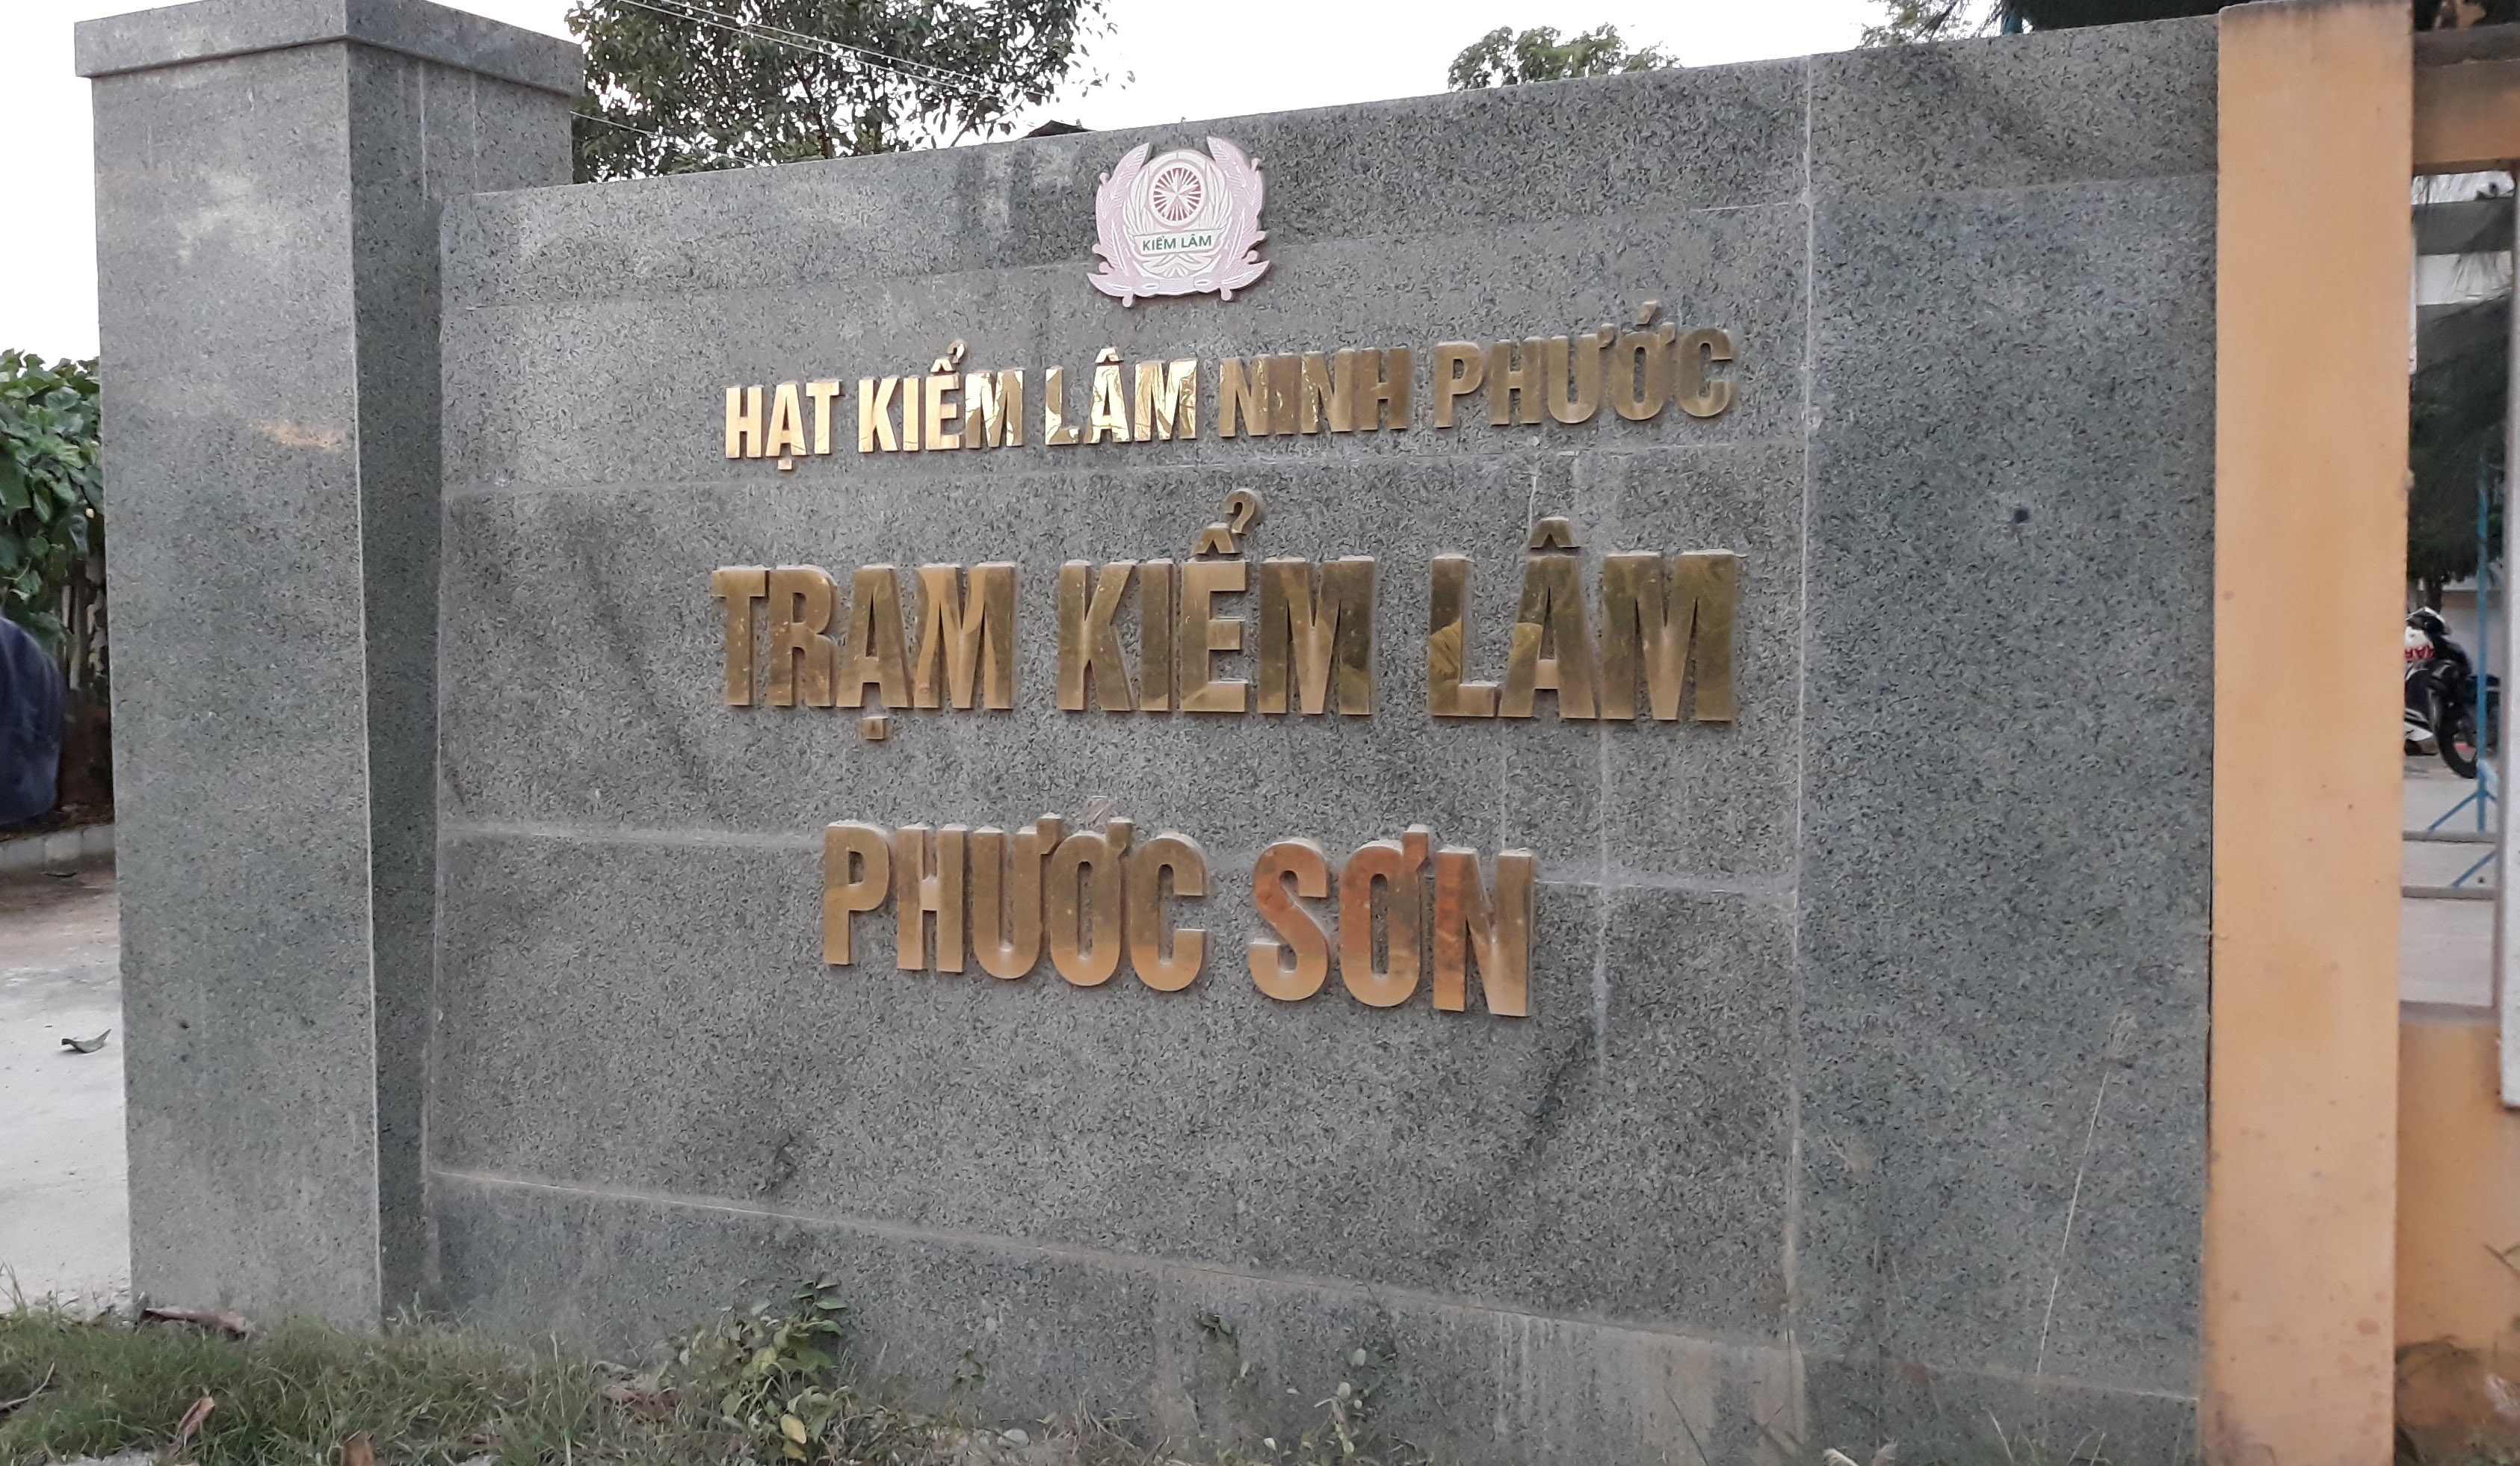 KIỂM LÂM
HẠT KIỂM LÂM NINH PHƯỚC
TRẠM KIỂM LÂM
PHƯỚC SƠN